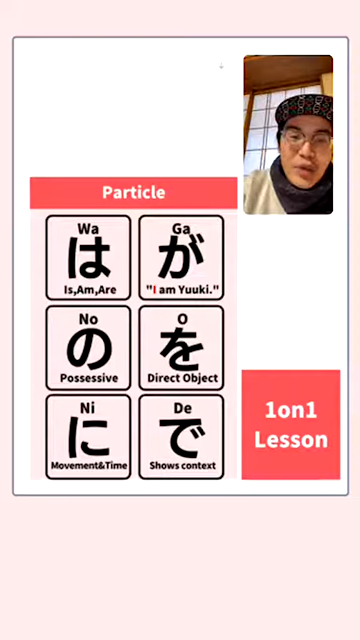 Particle
Wa
は
Is,Am,Are
Ga
が
"I am Yuuki."
No
の
Possessive
O
を
Direct Object
Ni
に
Movement&Time
De
で
Shows context
1on1
Lesson